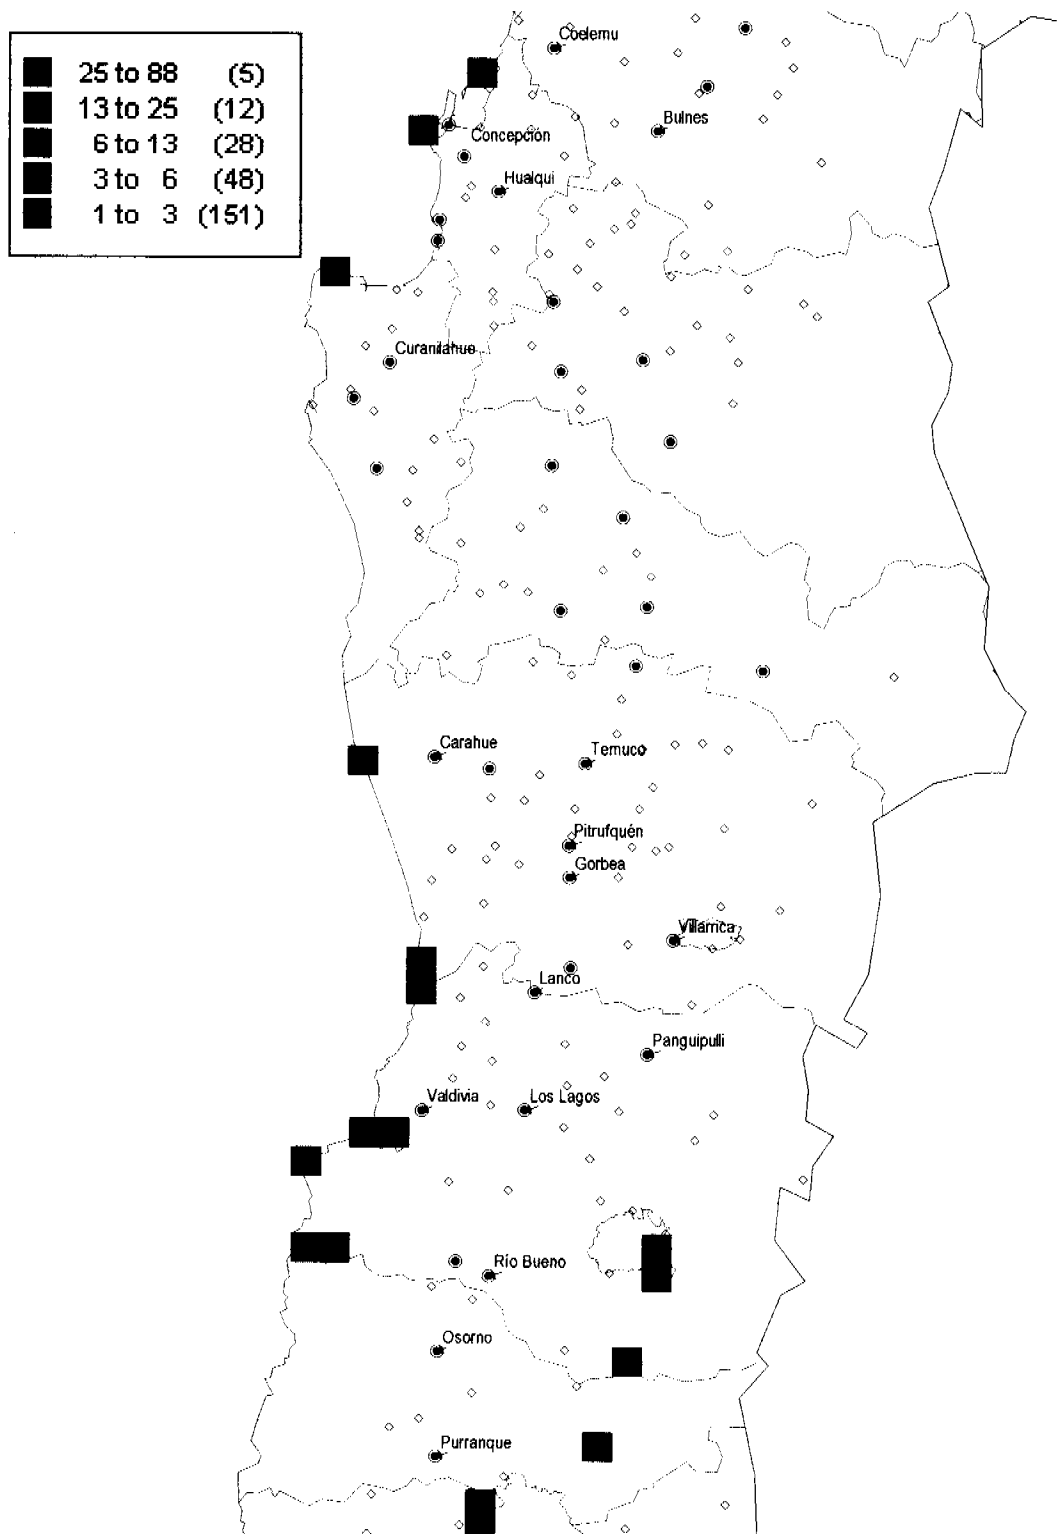 25 to 88 (5)
13 to 25 (12)
6 to 13 (28)
3 to 6 (48)
1 to 3 (151)
Coelemu
Bulnes
Concepción
Hualqui
Curanilahue
Carahue
Temuco
Pitrufquén
Gorbea
Villarrica
Lanco
Panguipulli
Valdivia
Los Lagos
Río Bueno
Osorno
Purranque